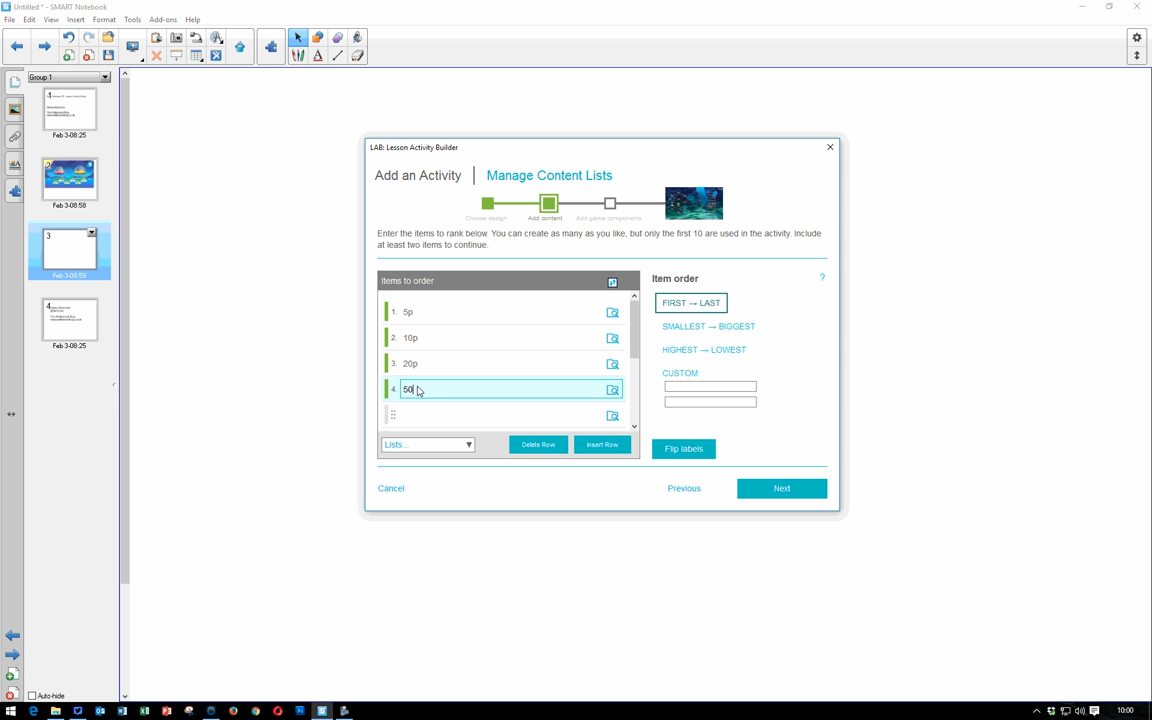 Untitled * - SMART Notebook
File Edit View Insert Format Tools Add-ons Help
Group 1
1
Feb 3-08:25
2
Feb 3-08:58
3
Feb 3-09:59
4
Feb 3-08:25
Auto-hide
LAB: Lesson Activity Builder
Add an Activity Manage Content Lists
Choose design Add content Add game components
Enter the items to rank below. You can create as many as you like, but only the first 10 are used in the activity. Include
at least two items to continue.
Items to order
1. 5p
2. 10p
3. 20p
4. 50
Lists...
Delete Row
Insert Row
Item order
?
FIRST → LAST
SMALLEST → BIGGEST
HIGHEST → LOWEST
CUSTOM
Flip labels
Cancel
Previous
Next
10:00